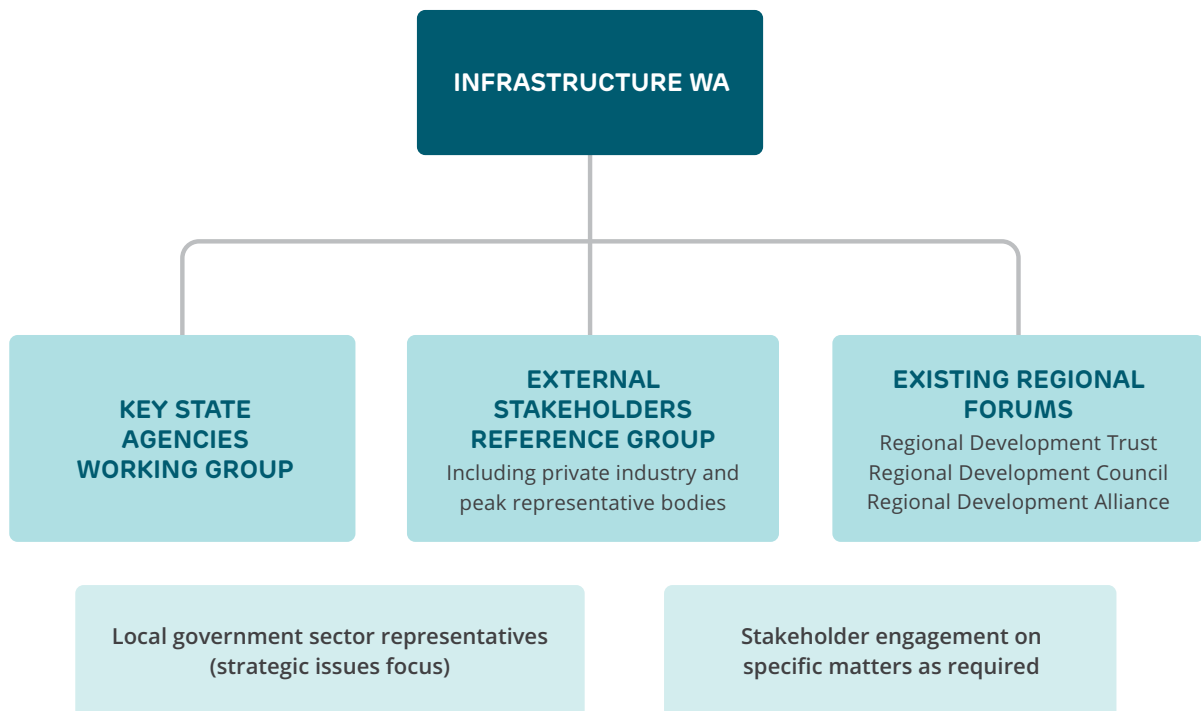 INFRASTRUCTURE WA
KEY STATE
AGENCIES
WORKING GROUP
EXTERNAL
STAKEHOLDERS
REFERENCE GROUP
Including private industry and
peak representative bodies
EXISTING REGIONAL
FORUMS
Regional Development Trust
Regional Development Council
Regional Development Alliance
Local government sector representatives
(strategic issues focus)
Stakeholder engagement on
specific matters as required